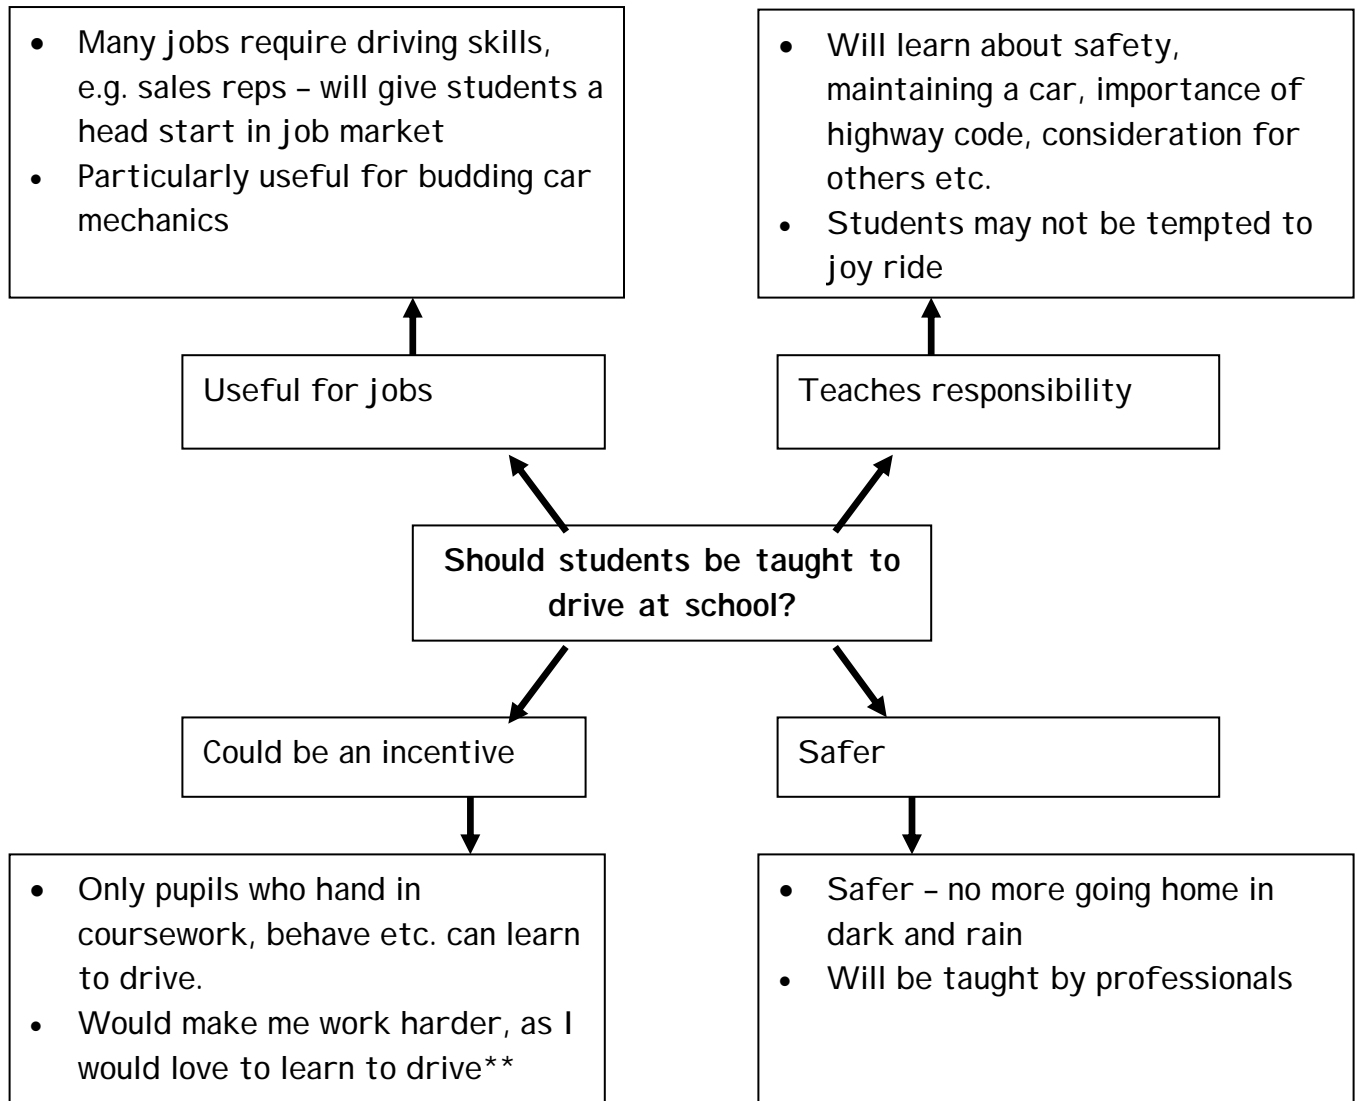 • Many jobs require driving skills,
e.g. sales reps – will give students a
head start in job market
• Particularly useful for budding car
mechanics
• Will learn about safety,
maintaining a car, importance of
highway code, consideration for
others etc.
• Students may not be tempted to
joy ride
Useful for jobs
Teaches responsibility
Should students be taught to
drive at school?
Could be an incentive
Safer
• Only pupils who hand in
coursework, behave etc. can learn
to drive.
• Would make me work harder, as I
would love to learn to drive**
• Safer – no more going home in
dark and rain
• Will be taught by professionals